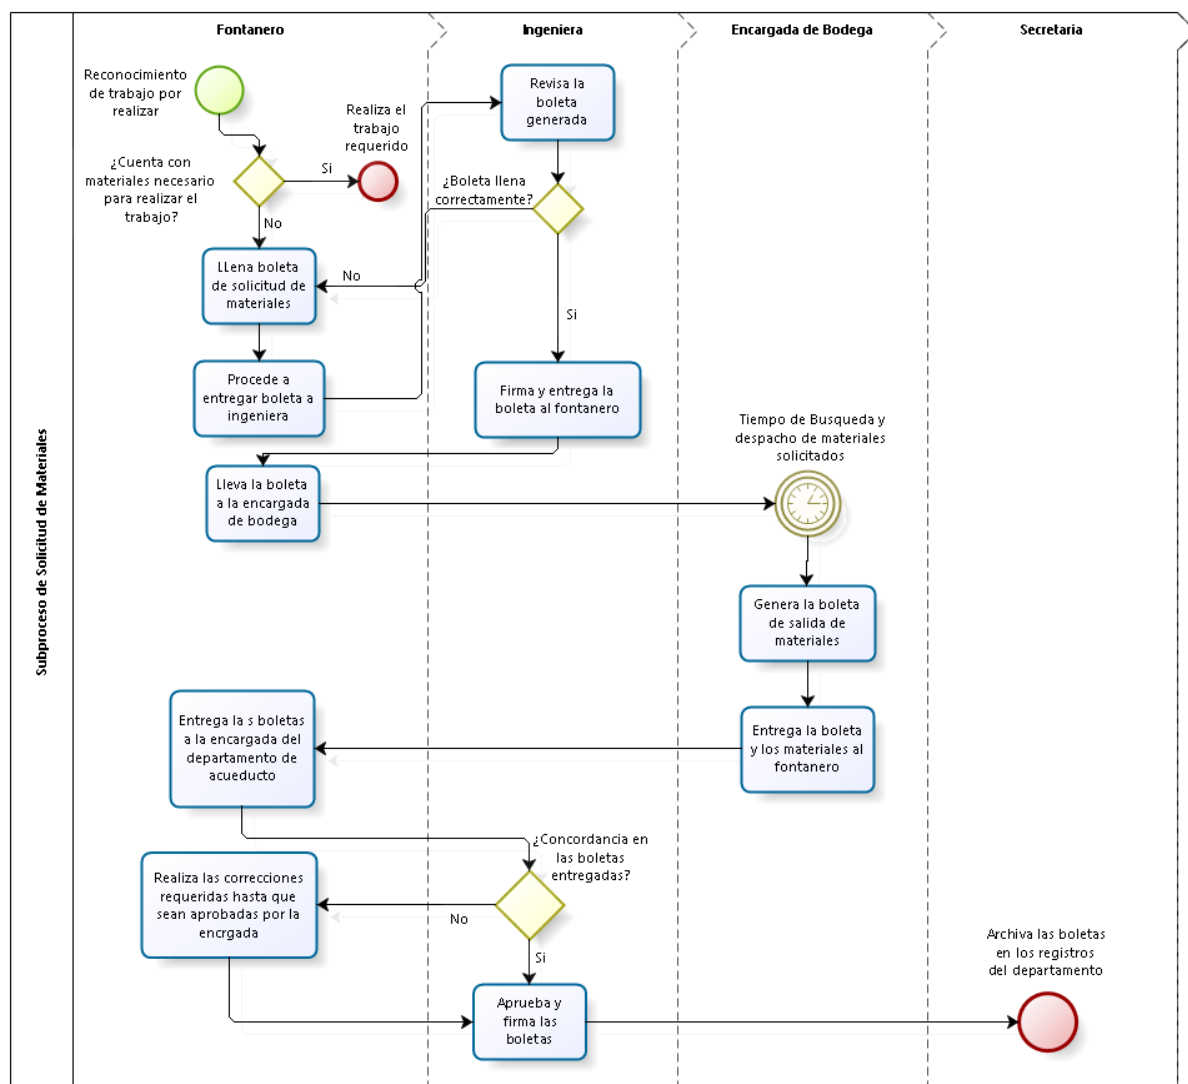 Fontanero
Ingeniera
Encargada de Bodega
Secretaria
Subproceso de Solicitud de Materiales
Reconocimiento
de trabajo por
realizar
¿Cuenta con
materiales necesario
para realizar el
trabajo?
Si
Realiza el
trabajo
requerido
No
LLena boleta
de solicitud de
materiales
Procede a
entregar boleta a
ingeniera
Revisa la
boleta
generada
¿Boleta llena
correctamente?
No
Si
Firma y entrega la
boleta al fontanero
Lleva la boleta
a la encargada
de bodega
Tiempo de Busqueda y
despacho de materiales
solicitados
Genera la boleta
de salida de
materiales
Entrega la boleta
y los materiales al
fontanero
Entrega la s boletas
a la encargada del
departamento de
acueducto
¿Concordancia en
las boletas
entregadas?
No
Si
Realiza las correcciones
requeridas hasta que
sean aprobadas por la
encrgada
Aprueba y
firma las
boletas
Archiva las boletas
en los registros
del departamento